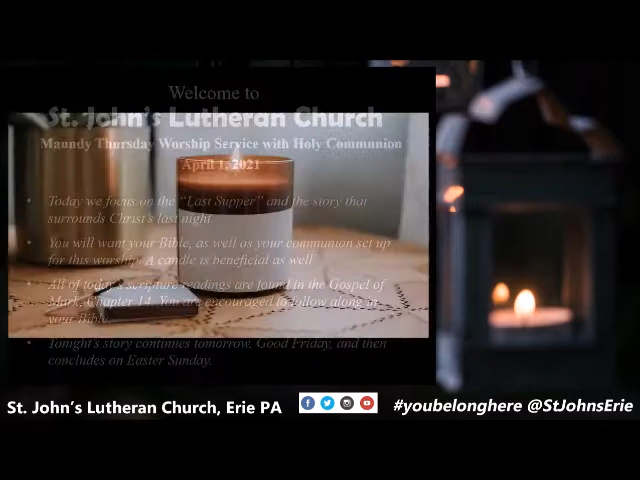 Welcome to
St. John's Lutheran Church
Maundy Thursday Worship Service with Holy Communion
April 1, 2021
• Today we focus on the “Last Supper” and the story that
surrounds Christ's last night.
• You will want your Bible, as well as your communion set up
for this worship. A candle is beneficial as well
• All of today's scripture readings are found in the Gospel of
Mark, Chapter 14. You are encouraged to follow along in
your Bible.
• Tonight's story continues tomorrow, Good Friday, and then
concludes on Easter Sunday.
St. John's Lutheran Church, Erie PA
#youbelonghere @StJohnsErie